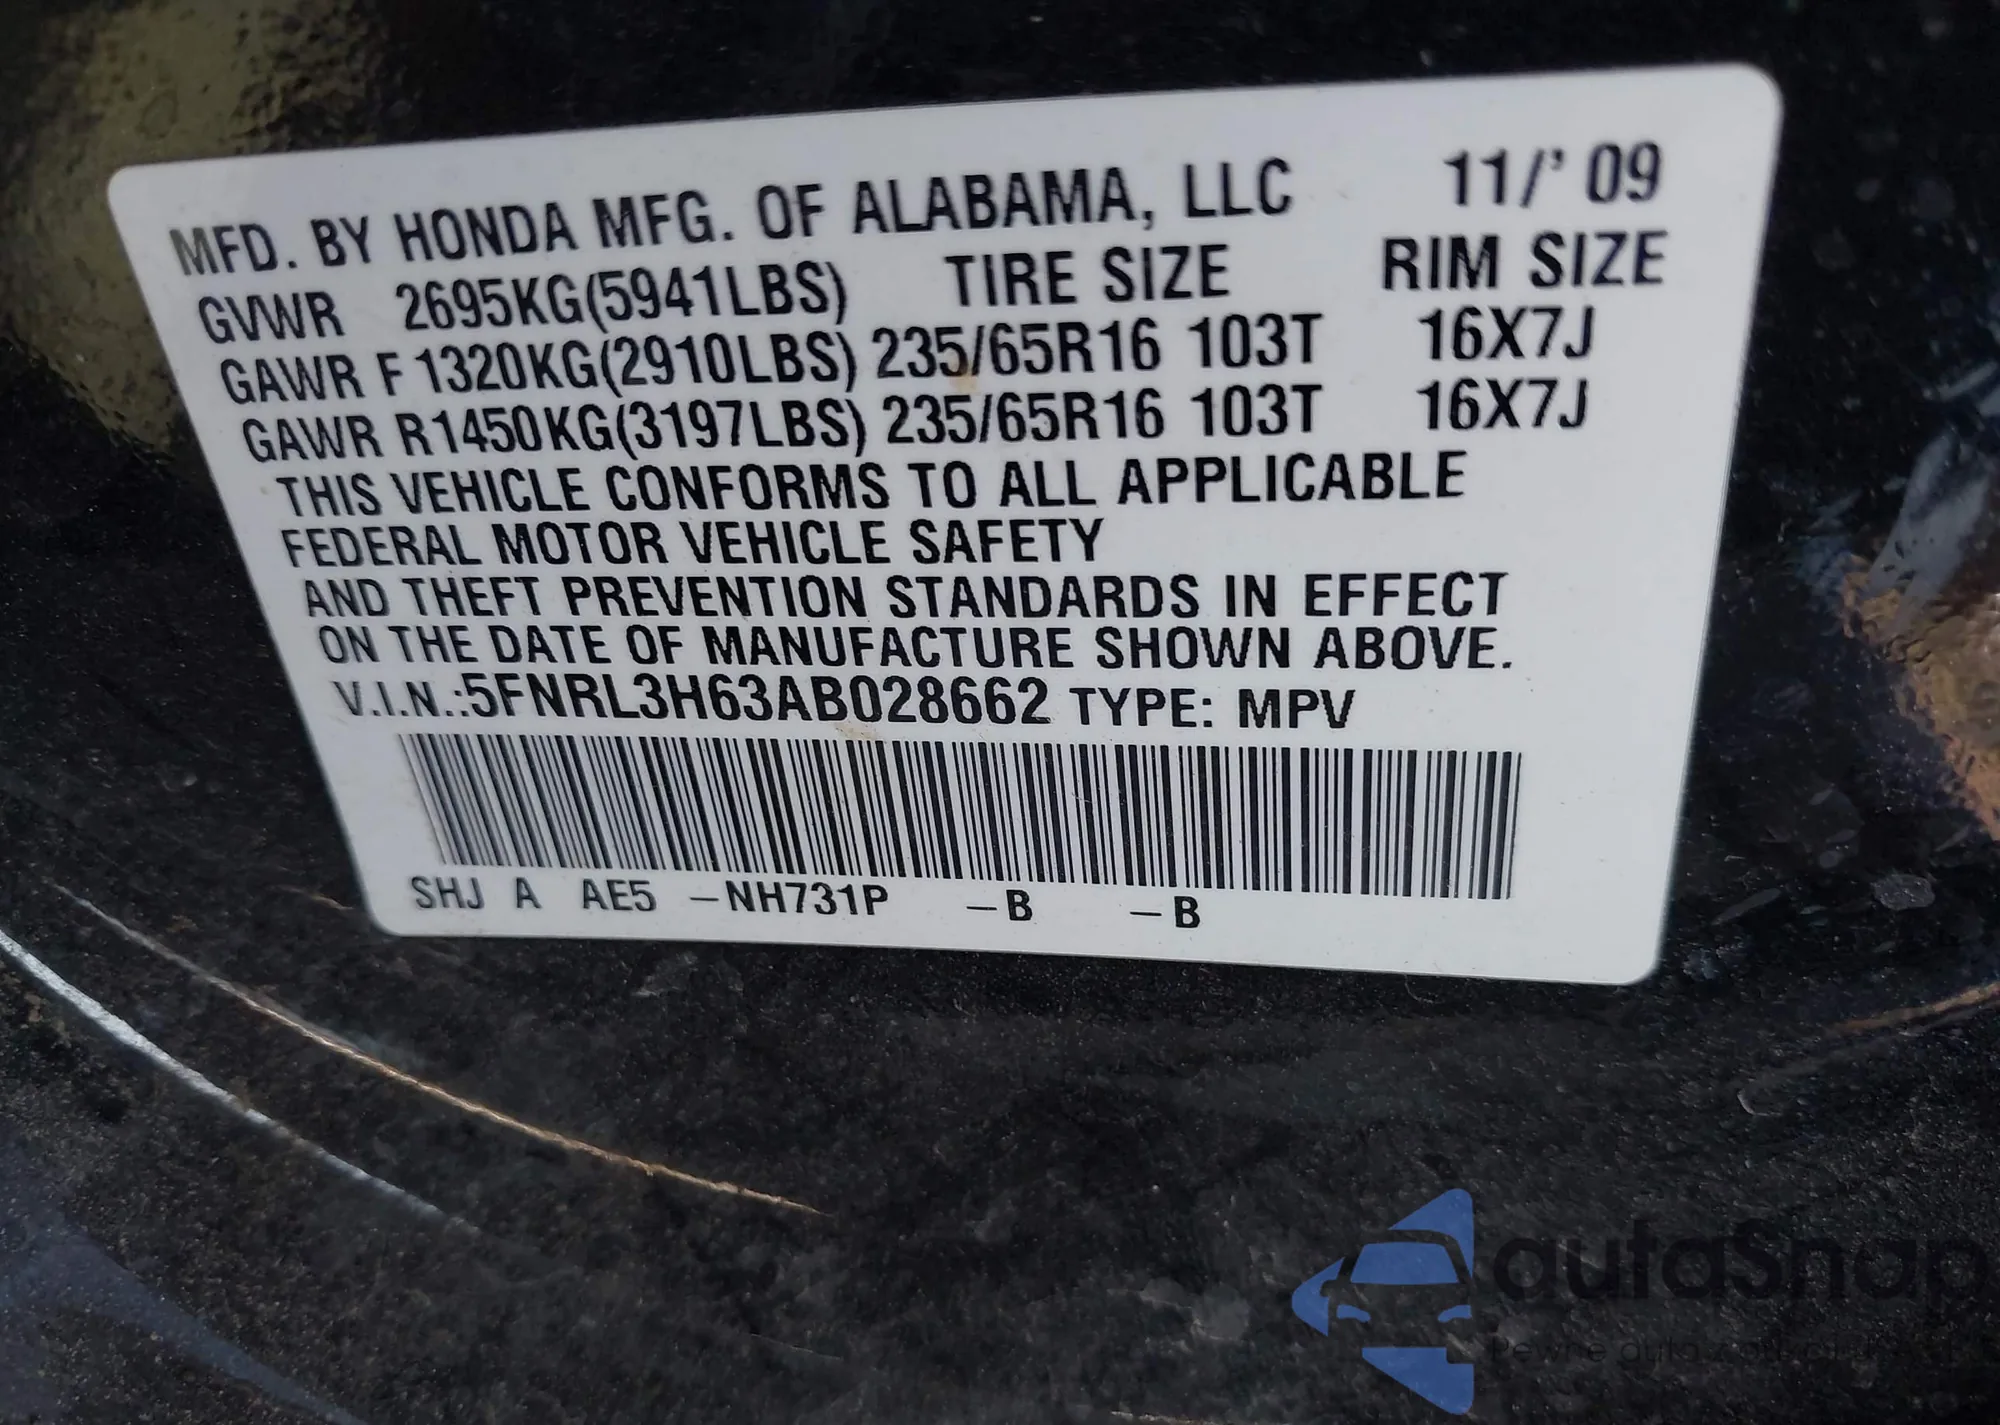 MFD. BY HONDA MFG. OF ALABAMA, LLC 11/' 09
GVWR 2695KG(5941LBS) TIRE SIZE RIM SIZE
GAWR F 1320KG(2910LBS) 235/65R16 103T 16X7J
GAWR R1450KG(3197LBS) 235/65R16 103T 16X7J
THIS VEHICLE CONFORMS TO ALL APPLICABLE
FEDERAL MOTOR VEHICLE SAFETY
AND THEFT PREVENTION STANDARDS IN EFFECT
ON THE DATE OF MANUFACTURE SHOWN ABOVE.
V.I.N.:5FNRL3H63AB028662 TYPE: MPV
SHJ A AE5 -NH731P -B -B
autaSnap
Pewne auta